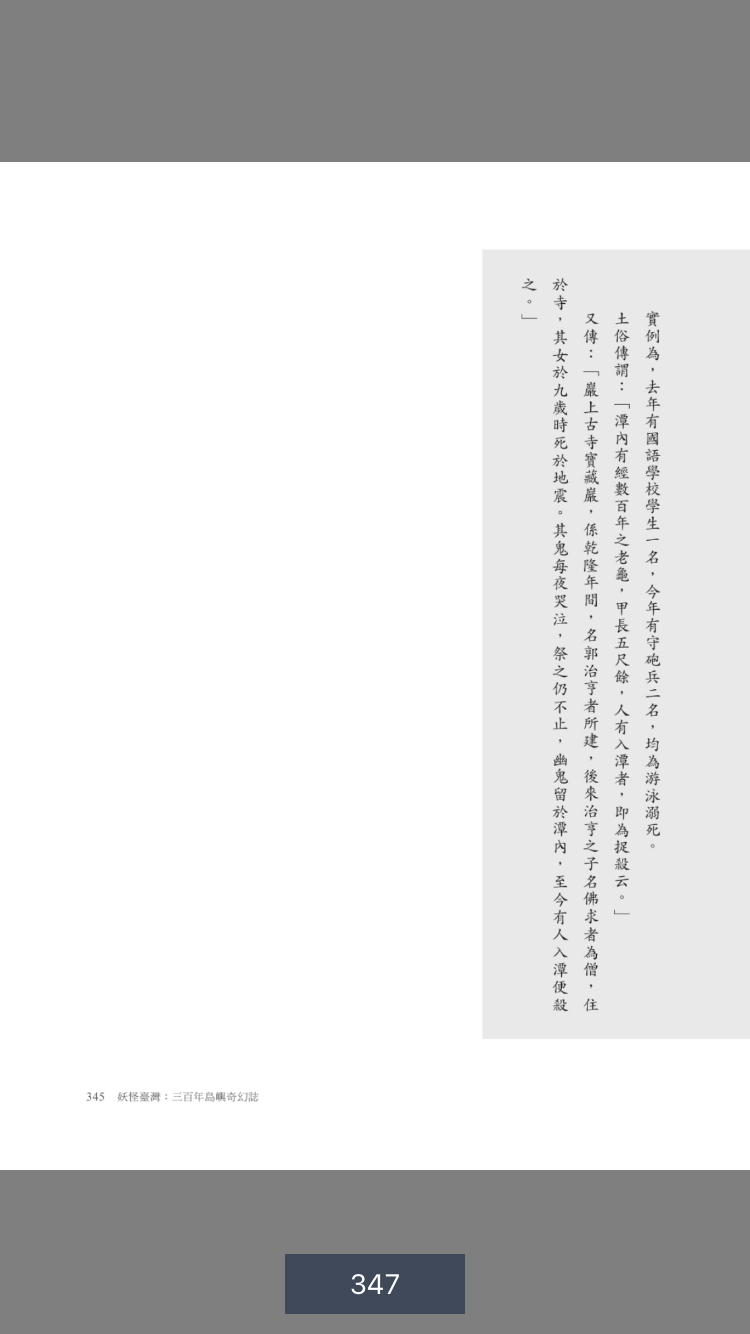 實例為，去年有國語學校學生一名，今年有守砲兵二名，均為游泳溺死。
土俗傳謂：「潭內有經數百年之老龜，甲長五尺餘，人有入潭者，即為捉殺云。」
又傳：「巖上古寺寶藏巖，係乾隆年間，名郭治亨者所建，後來治亨之子名佛求者為僧，住
於寺，其女於九歲時死於地震。其鬼每夜哭泣，祭之仍不止，幽鬼留於潭內，至今有人入潭便殺
之。」
345 妖怪臺灣：三百年島嶼奇幻誌
347